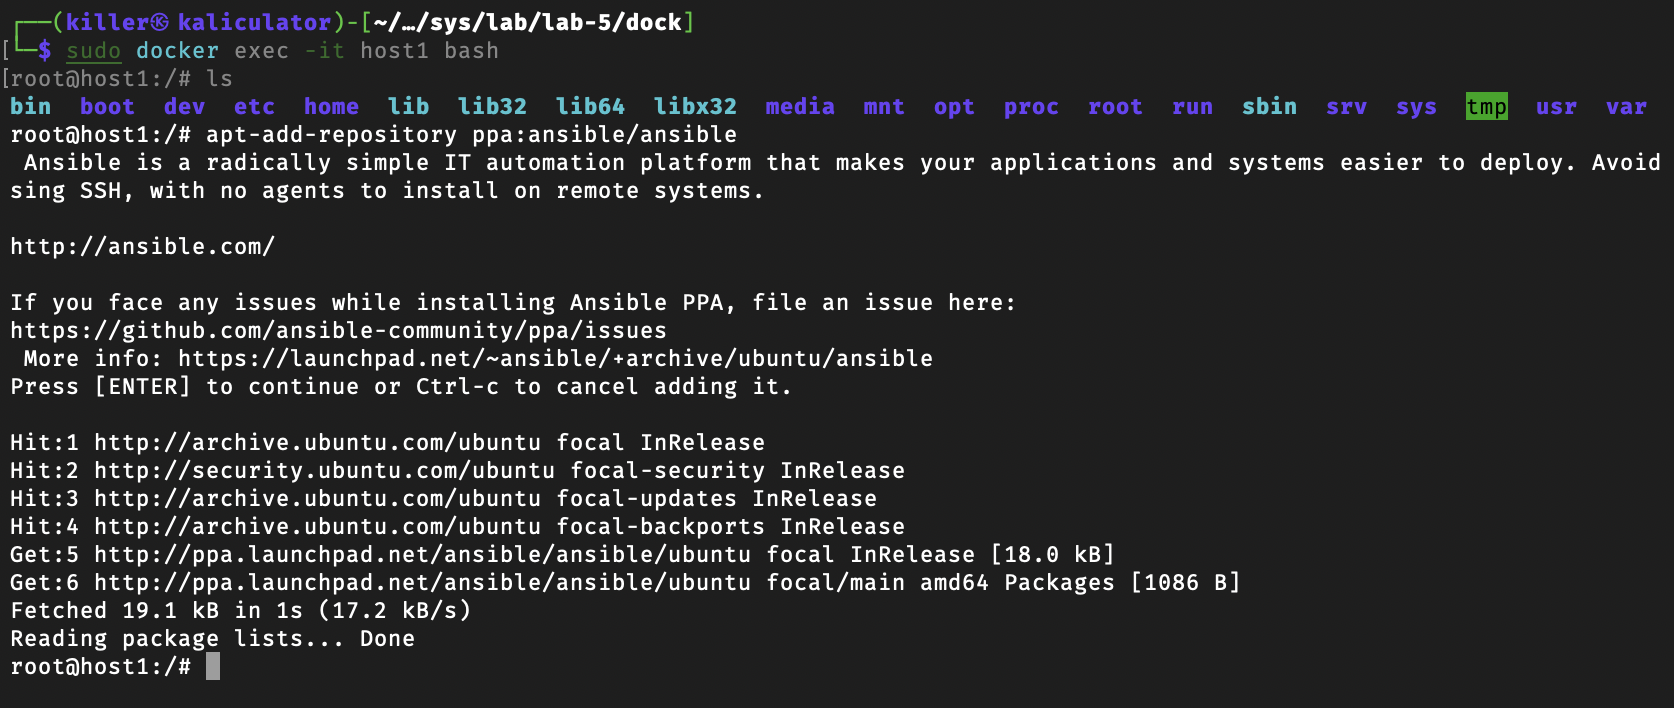 ┌──(killer㉿kaliculator)-[~/…/sys/lab/lab-5/dock]
[└─$ sudo docker exec -it host1 bash
[root@host1:/# ls
bin  boot  dev  etc  home  lib  lib32  lib64  libx32  media  mnt  opt  proc  root  run  sbin  srv  sys  tmp  usr  var
root@host1:/# apt-add-repository ppa:ansible/ansible
 Ansible is a radically simple IT automation platform that makes your applications and systems easier to deploy. Avoid
sing SSH, with no agents to install on remote systems.

http://ansible.com/

If you face any issues while installing Ansible PPA, file an issue here:
https://github.com/ansible-community/ppa/issues
 More info: https://launchpad.net/~ansible/+archive/ubuntu/ansible
Press [ENTER] to continue or Ctrl-c to cancel adding it.

Hit:1 http://archive.ubuntu.com/ubuntu focal InRelease
Hit:2 http://security.ubuntu.com/ubuntu focal-security InRelease
Hit:3 http://archive.ubuntu.com/ubuntu focal-updates InRelease
Hit:4 http://archive.ubuntu.com/ubuntu focal-backports InRelease
Get:5 http://ppa.launchpad.net/ansible/ansible/ubuntu focal InRelease [18.0 kB]
Get:6 http://ppa.launchpad.net/ansible/ansible/ubuntu focal/main amd64 Packages [1086 B]
Fetched 19.1 kB in 1s (17.2 kB/s)
Reading package lists... Done
root@host1:/#